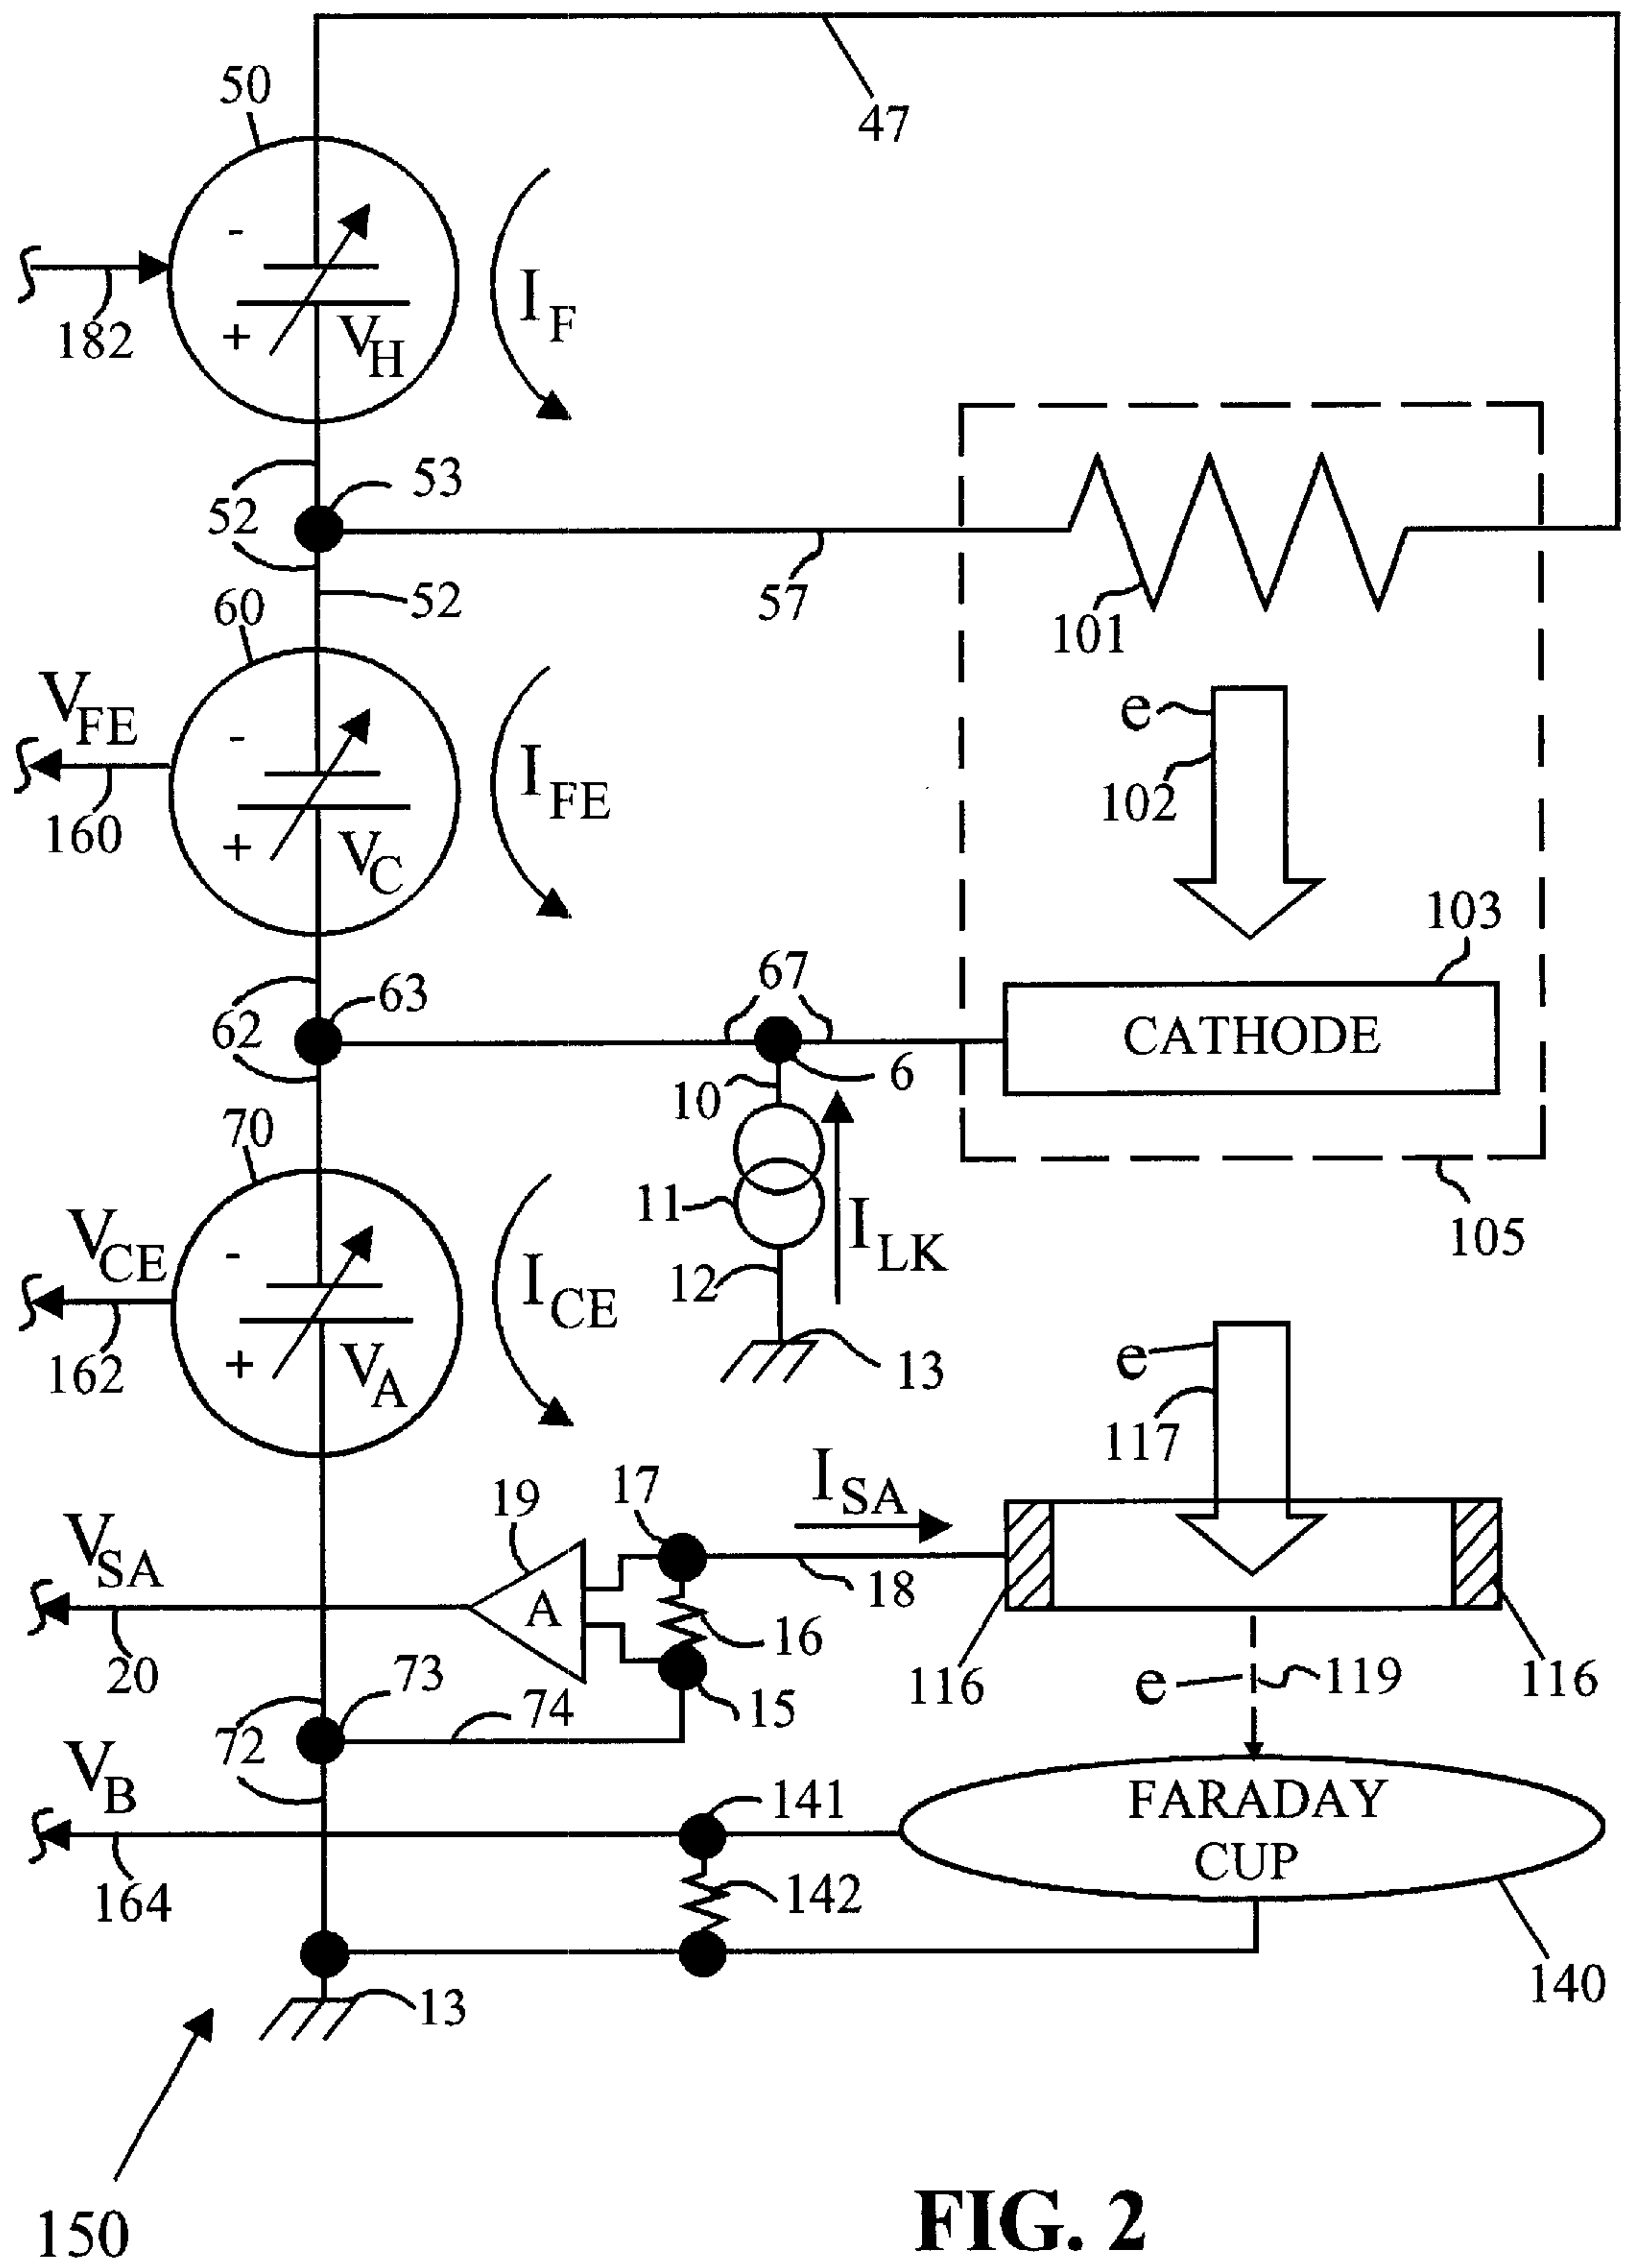 47
50
-
+
V_H
I_F
182
52
53
52
57
101
60
V_FE
-
+
V_C
I_FE
160
e
102
103
CATHODE
105
62
63
67
6
10
11
12
I_LK
13
70
V_CE
-
+
V_A
I_CE
162
e
117
19
17
I_SA
V_SA
A
18
16
116
116
20
15
e
119
73
74
72
V_B
141
FARADAY
CUP
164
142
140
13
150
FIG. 2